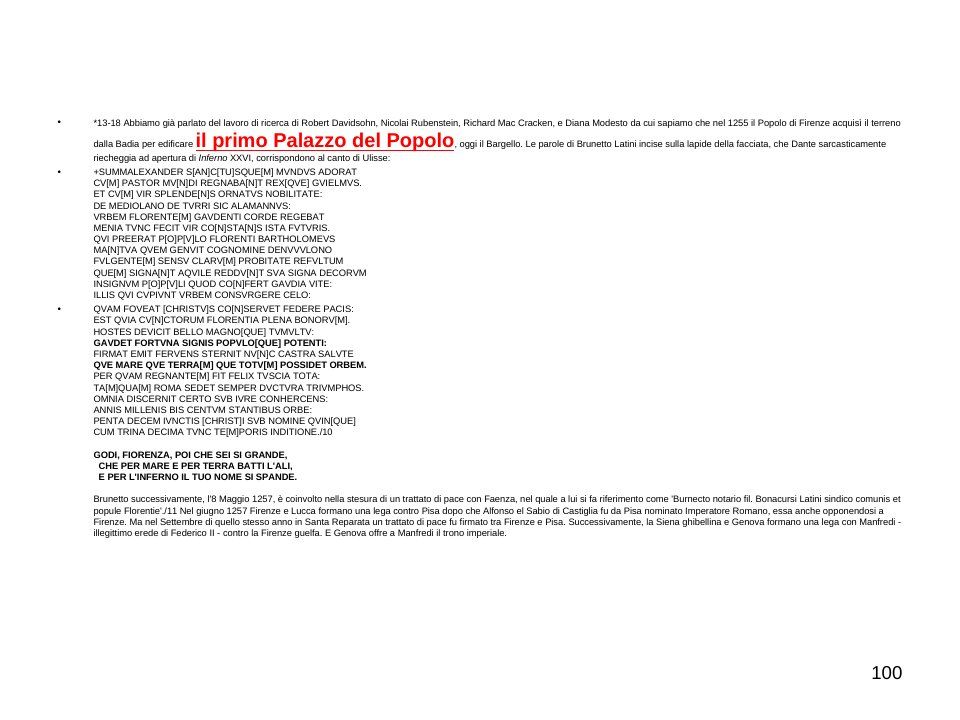 • *13-18 Abbiamo già parlato del lavoro di ricerca di Robert Davidsohn, Nicolai Rubenstein, Richard Mac Cracken, e Diana Modesto da cui sapiamo che nel 1255 il Popolo di Firenze acquisì il terreno
dalla Badia per edificare il primo Palazzo del Popolo, oggi il Bargello. Le parole di Brunetto Latini incise sulla lapide della facciata, che Dante sarcasticamente
riecheggia ad apertura di Inferno XXVI, corrispondono al canto di Ulisse:
• +SUMMALEXANDER S[AN]C[TU]SQUE[M] MVNDVS ADORAT
CV[M] PASTOR MV[N]DI REGNABA[N]T REX[QVE] GVIELMVS.
ET CV[M] VIR SPLENDE[N]S ORNATVS NOBILITATE:
DE MEDIOLANO DE TVRRI SIC ALAMANNVS:
VRBEM FLORENTE[M] GAVDENTI CORDE REGEBAT
MENIA TVNC FECIT VIR CO[N]STA[N]S ISTA FVTVRIS.
QVI PREERAT P[O]P[V]LO FLORENTI BARTHOLOMEVS
MA[N]TVA QVEM GENVIT COGNOMINE DENVVVLONO
FVLGENTE[M] SENSV CLARV[M] PROBITATE REFVLTUM
QUE[M] SIGNA[N]T AQVILE REDDV[N]T SVA SIGNA DECORVM
INSIGNVM P[O]P[V]LI QUOD CO[N]FERT GAVDIA VITE:
ILLIS QVI CVPIVNT VRBEM CONSVRGERE CELO:
• QVAM FOVEAT [CHRISTV]S CO[N]SERVET FEDERE PACIS:
EST QVIA CV[N]CTORUM FLORENTIA PLENA BONORV[M].
HOSTES DEVICIT BELLO MAGNO[QUE] TVMVLTV:
GAVDET FORTVNA SIGNIS POPVLO[QUE] POTENTI:
FIRMAT EMIT FERVENS STERNIT NV[N]C CASTRA SALVTE
QVE MARE QVE TERRA[M] QUE TOTV[M] POSSIDET ORBEM.
PER QVAM REGNANTE[M] FIT FELIX TVSCIA TOTA:
TA[M]QUA[M] ROMA SEDET SEMPER DVCTVRA TRIVMPHOS.
OMNIA DISCERNIT CERTO SVB IVRE CONHERCENS:
ANNIS MILLENIS BIS CENTVM STANTIBUS ORBE:
PENTA DECEM IVNCTIS [CHRIST]I SVB NOMINE QVIN[QUE]
CUM TRINA DECIMA TVNC TE[M]PORIS INDITIONE./10
GODI, FIORENZA, POI CHE SEI SI GRANDE,
CHE PER MARE E PER TERRA BATTI L'ALI,
E PER L'INFERNO IL TUO NOME SI SPANDE.
Brunetto successivamente, l'8 Maggio 1257, è coinvolto nella stesura di un trattato di pace con Faenza, nel quale a lui si fa riferimento come 'Burnecto notario fil. Bonacursi Latini sindico comunis et
popule Florentie'./11 Nel giugno 1257 Firenze e Lucca formano una lega contro Pisa dopo che Alfonso el Sabio di Castiglia fu da Pisa nominato Imperatore Romano, essa anche opponendosi a
Firenze. Ma nel Settembre di quello stesso anno in Santa Reparata un trattato di pace fu firmato tra Firenze e Pisa. Successivamente, la Siena ghibellina e Genova formano una lega con Manfredi -
illegittimo erede di Federico II - contro la Firenze guelfa. E Genova offre a Manfredi il trono imperiale.
100